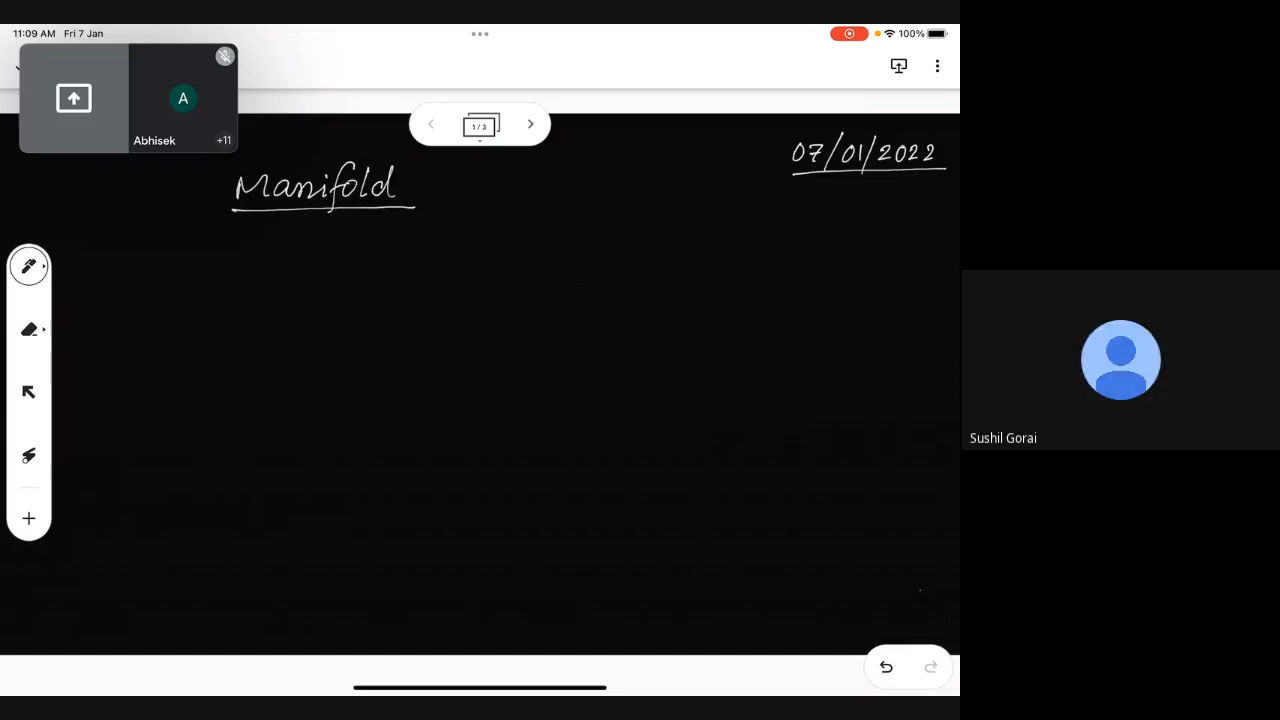 11:09 AM Fri 7 Jan
100%
A
Abhisek +11
1 / 3
07/01/2022
Manifold
Sushil Gorai